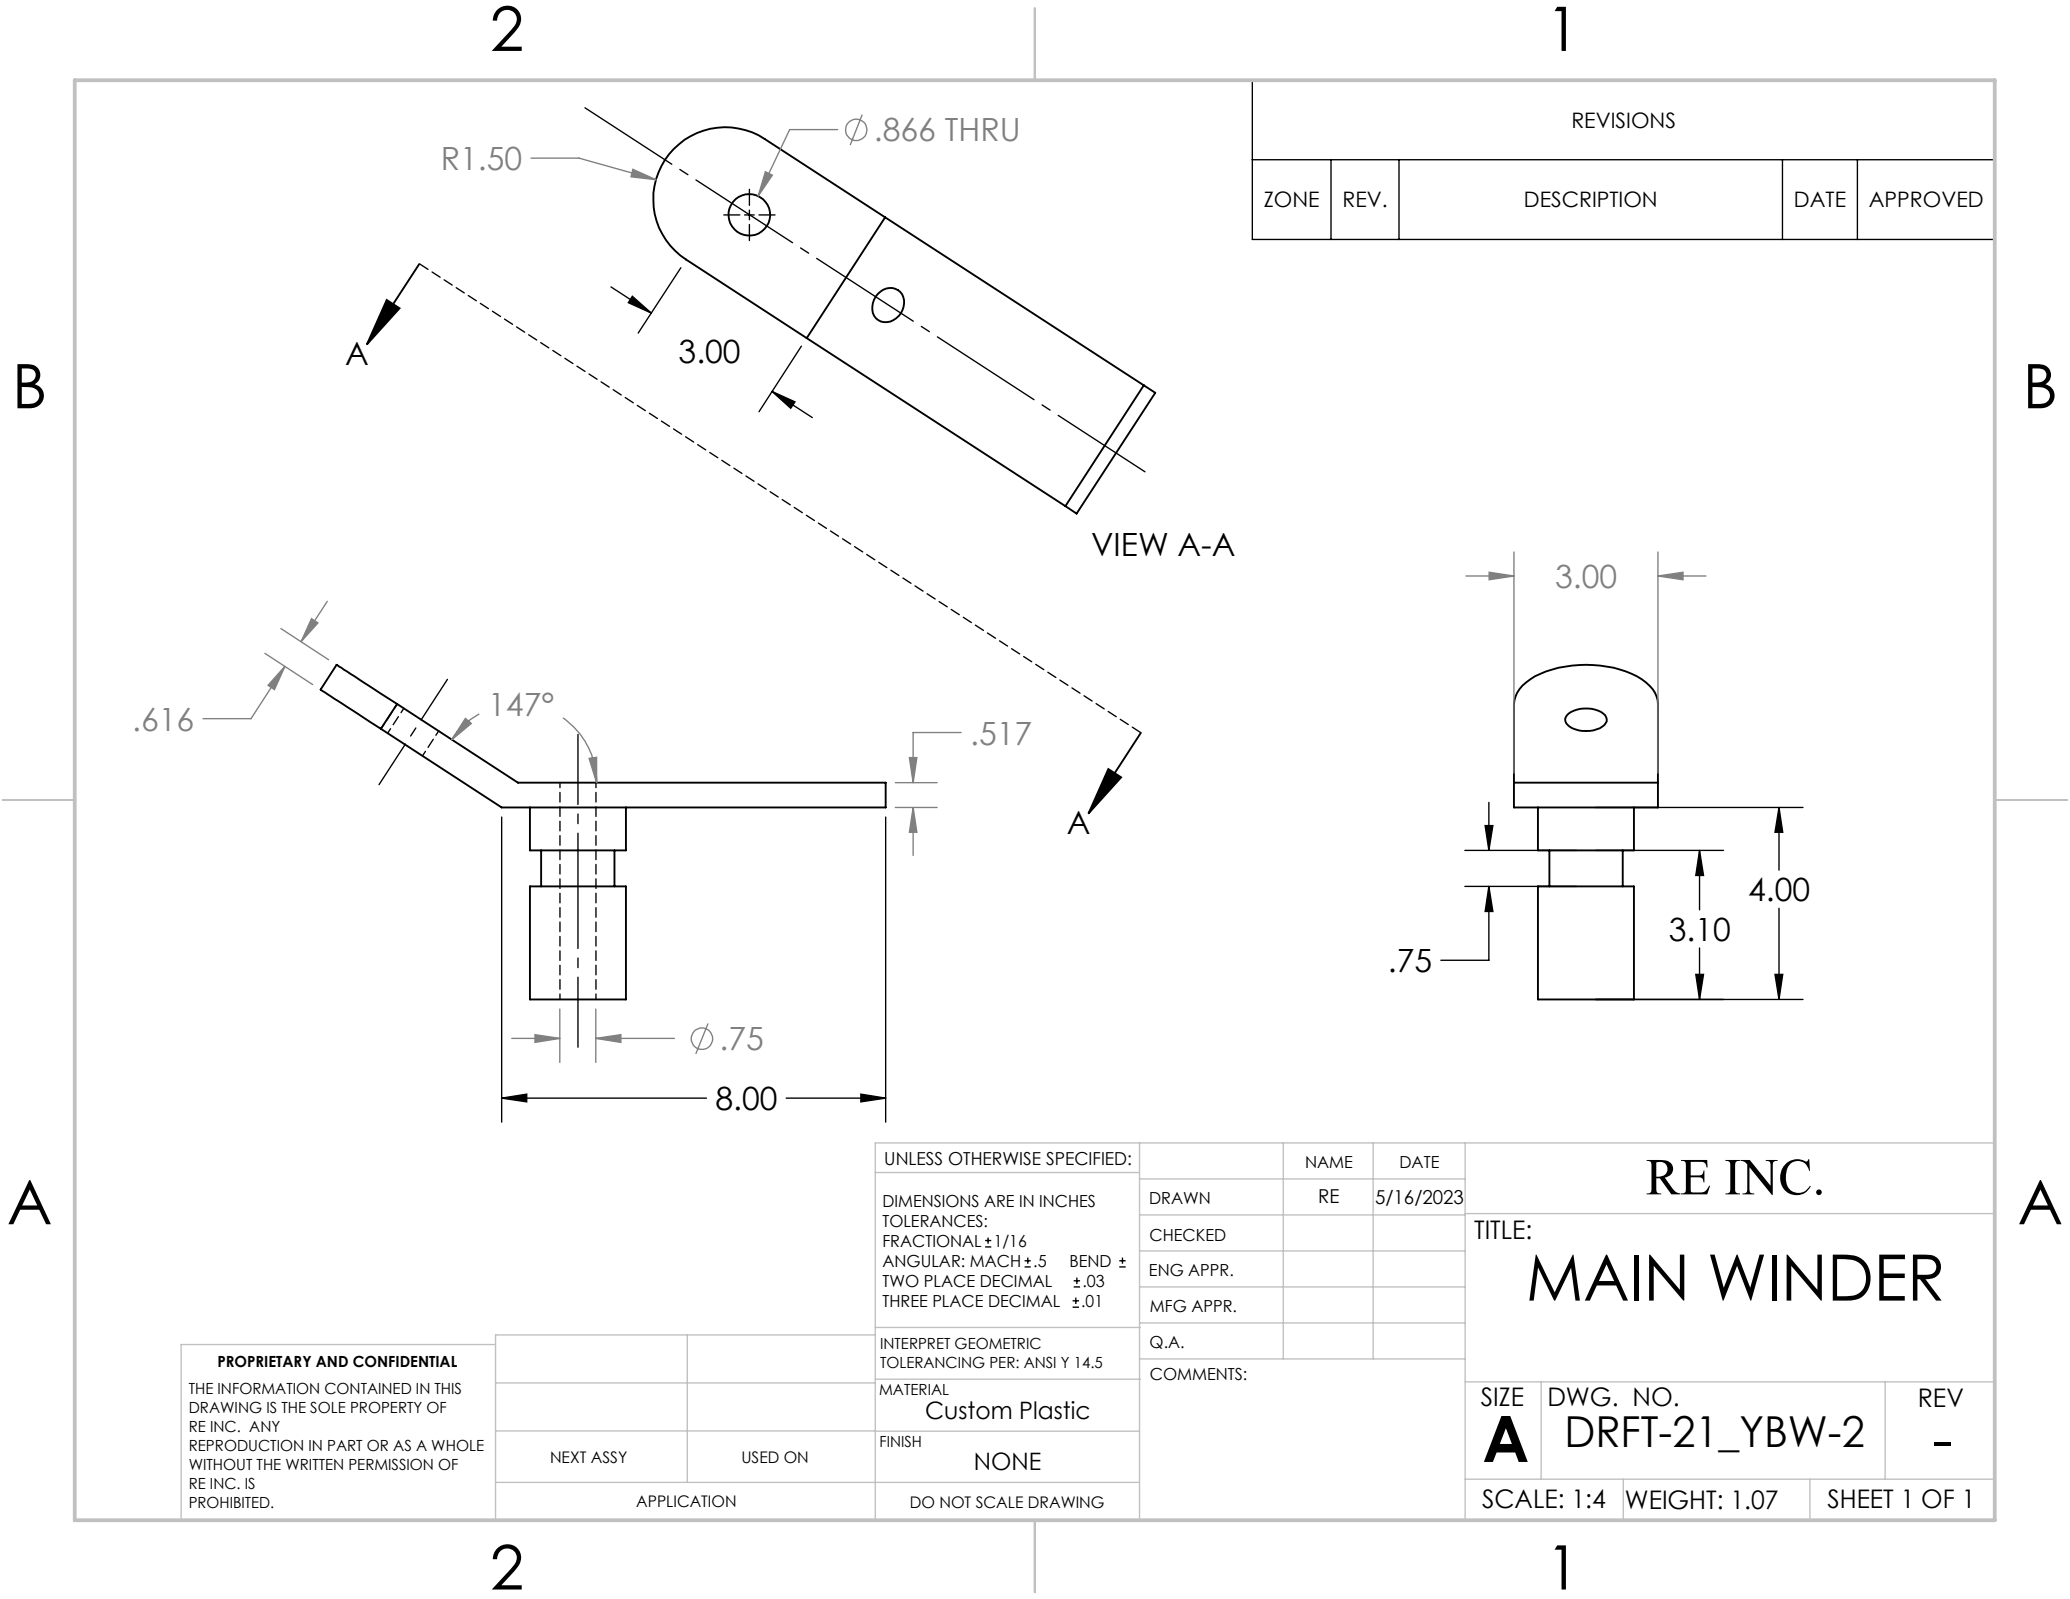 2
1
REVISIONS
ZONE REV. DESCRIPTION DATE APPROVED
R1.50
⌀ .866 THRU
3.00
A
B
B
VIEW A-A
3.00
.616
147°
.517
A
.75
3.10
4.00
⌀ .75
8.00
A
A
UNLESS OTHERWISE SPECIFIED:
DIMENSIONS ARE IN INCHES
TOLERANCES:
FRACTIONAL ± 1/16
ANGULAR: MACH ± .5 BEND ±
TWO PLACE DECIMAL ± .03
THREE PLACE DECIMAL ± .01
INTERPRET GEOMETRIC
TOLERANCING PER: ANSI Y 14.5
MATERIAL
Custom Plastic
FINISH
NONE
DO NOT SCALE DRAWING
NAME DATE
DRAWN RE 5/16/2023
CHECKED
ENG APPR.
MFG APPR.
Q.A.
COMMENTS:
RE INC.
TITLE:
MAIN WINDER
SIZE
A
DWG. NO.
DRFT-21_YBW-2
REV
-
SCALE: 1:4 WEIGHT: 1.07 SHEET 1 OF 1
PROPRIETARY AND CONFIDENTIAL
THE INFORMATION CONTAINED IN THIS
DRAWING IS THE SOLE PROPERTY OF
RE INC. ANY
REPRODUCTION IN PART OR AS A WHOLE
WITHOUT THE WRITTEN PERMISSION OF
RE INC. IS
PROHIBITED.
NEXT ASSY USED ON
APPLICATION
2
1